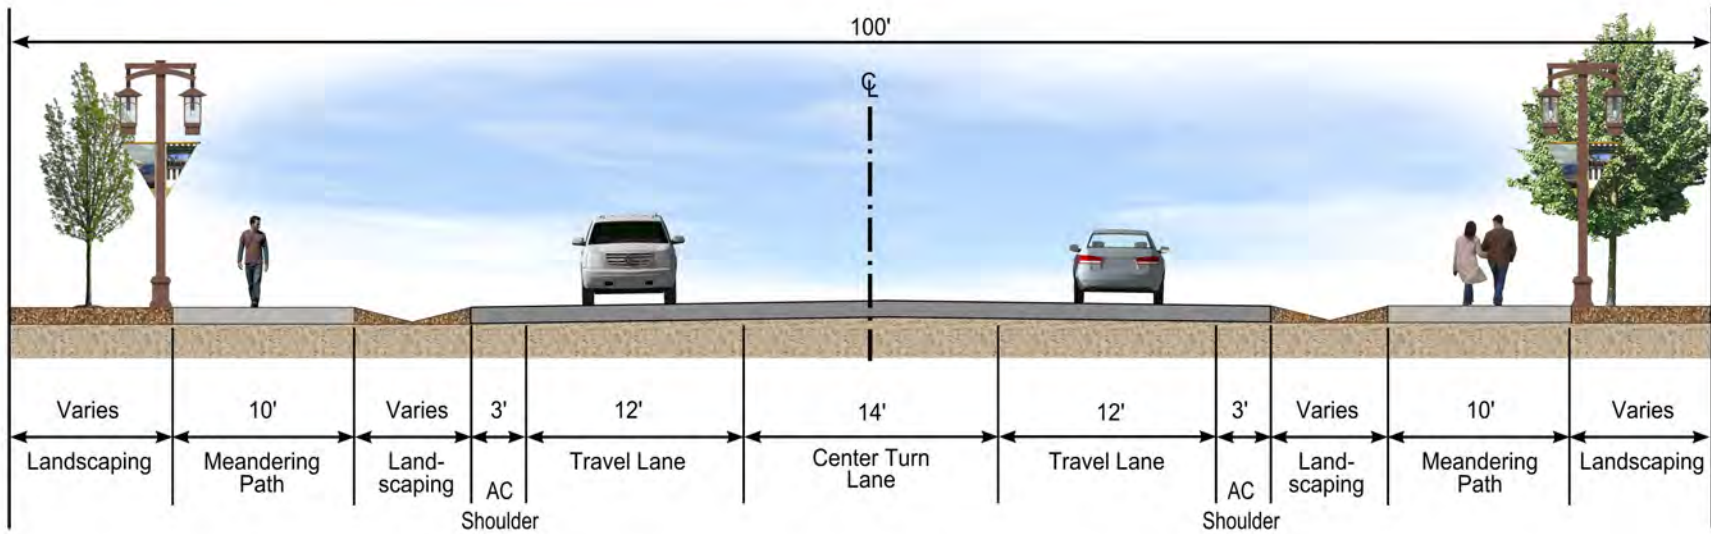 100'
℄
Varies
10'
Varies
3'
12'
14'
12'
3'
Varies
10'
Varies
Landscaping
Meandering
Path
Land-
scaping
AC
Shoulder
Travel Lane
Center Turn
Lane
Travel Lane
AC
Shoulder
Land-
scaping
Meandering
Path
Landscaping